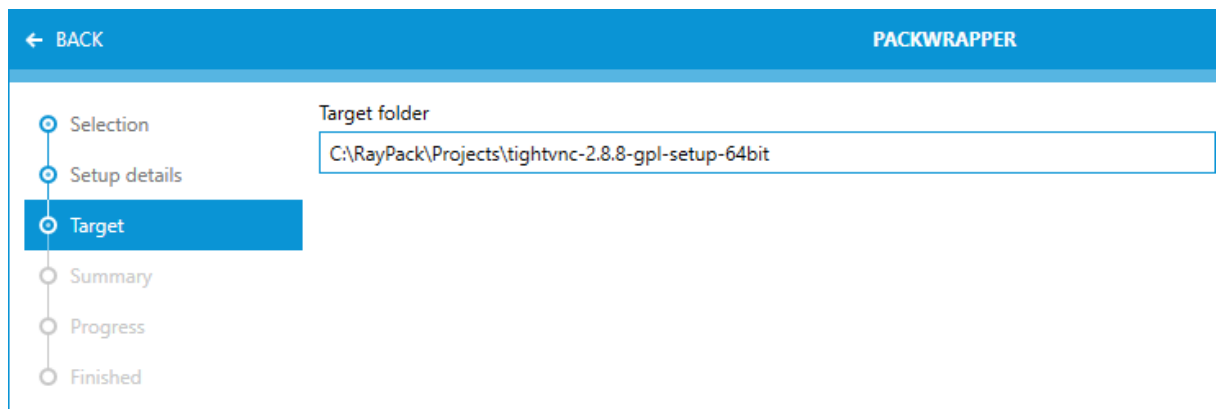 BACK
PACKWRAPPER
Selection
Setup details
Target
Summary
Progress
Finished
Target folder
C:\RayPack\Projects\tightvnc-2.8.8-gpl-setup-64bit